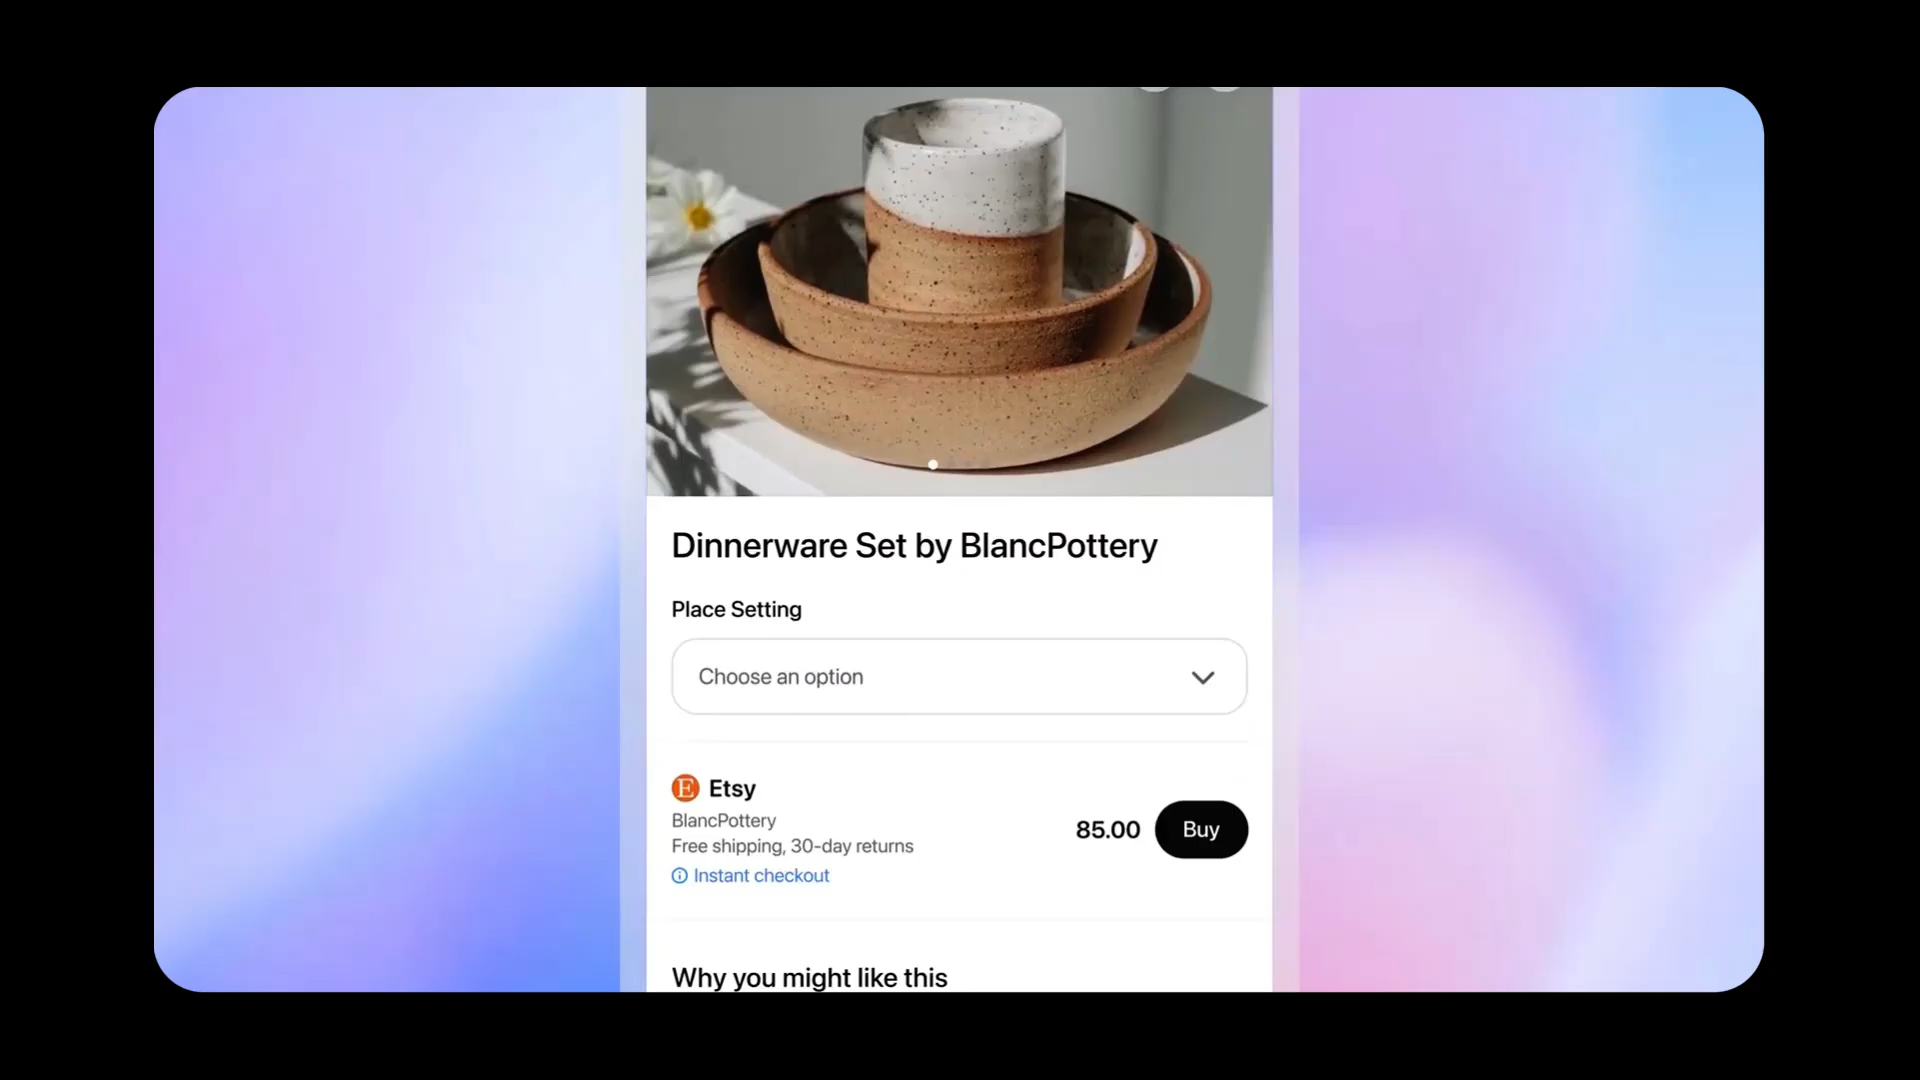 Dinnerware Set by BlancPottery
Place Setting
Choose an option
E Etsy
BlancPottery
Free shipping, 30-day returns
85.00
Buy
Instant checkout
Why you might like this